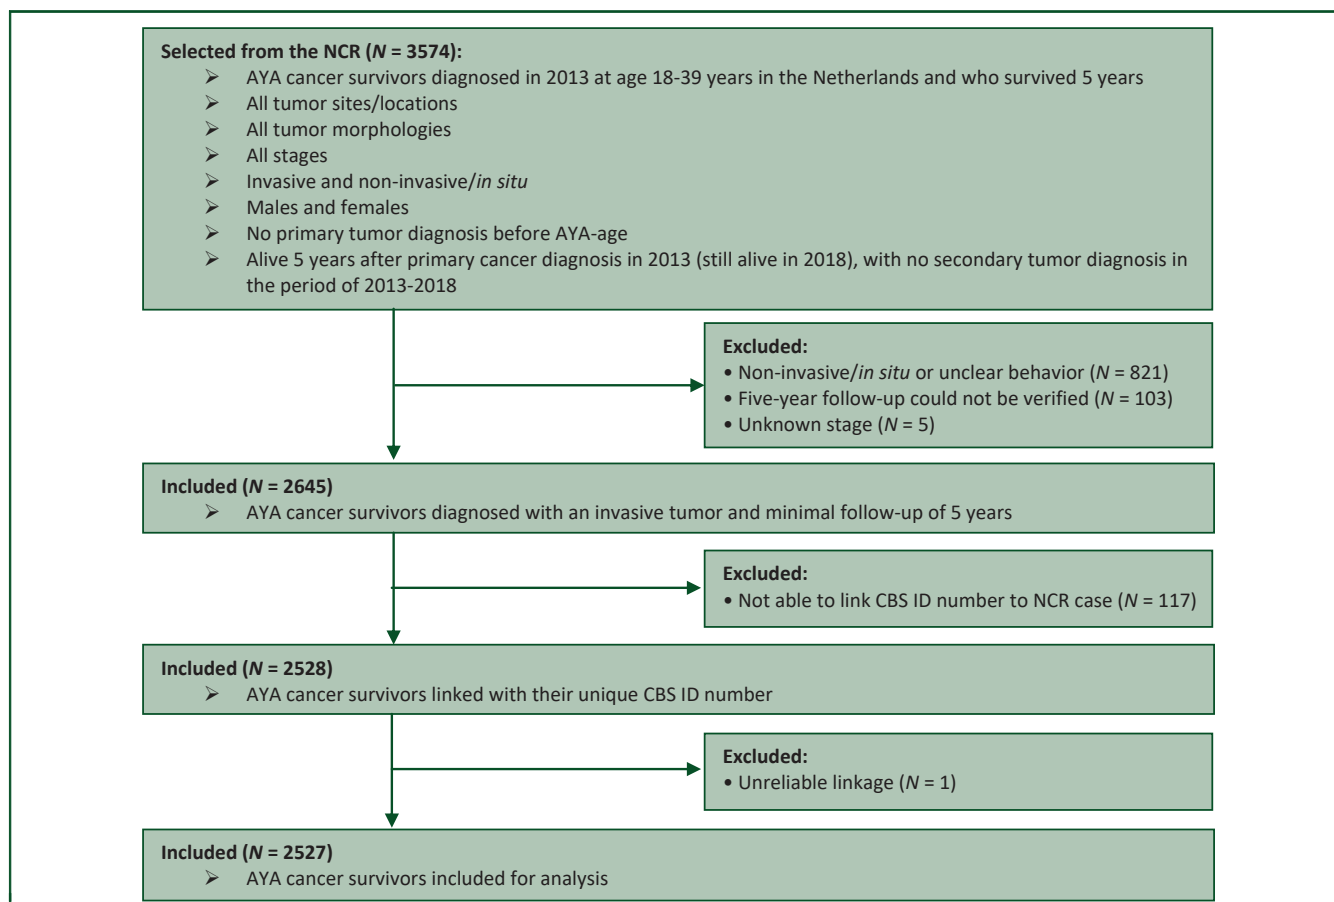 Selected from the NCR (N = 3574):
➢ AYA cancer survivors diagnosed in 2013 at age 18-39 years in the Netherlands and who survived 5 years
➢ All tumor sites/locations
➢ All tumor morphologies
➢ All stages
➢ Invasive and non-invasive/in situ
➢ Males and females
➢ No primary tumor diagnosis before AYA-age
➢ Alive 5 years after primary cancer diagnosis in 2013 (still alive in 2018), with no secondary tumor diagnosis in
the period of 2013-2018
Excluded:
• Non-invasive/in situ or unclear behavior (N = 821)
• Five-year follow-up could not be verified (N = 103)
• Unknown stage (N = 5)
Included (N = 2645)
➢ AYA cancer survivors diagnosed with an invasive tumor and minimal follow-up of 5 years
Excluded:
• Not able to link CBS ID number to NCR case (N = 117)
Included (N = 2528)
➢ AYA cancer survivors linked with their unique CBS ID number
Excluded:
• Unreliable linkage (N = 1)
Included (N = 2527)
➢ AYA cancer survivors included for analysis